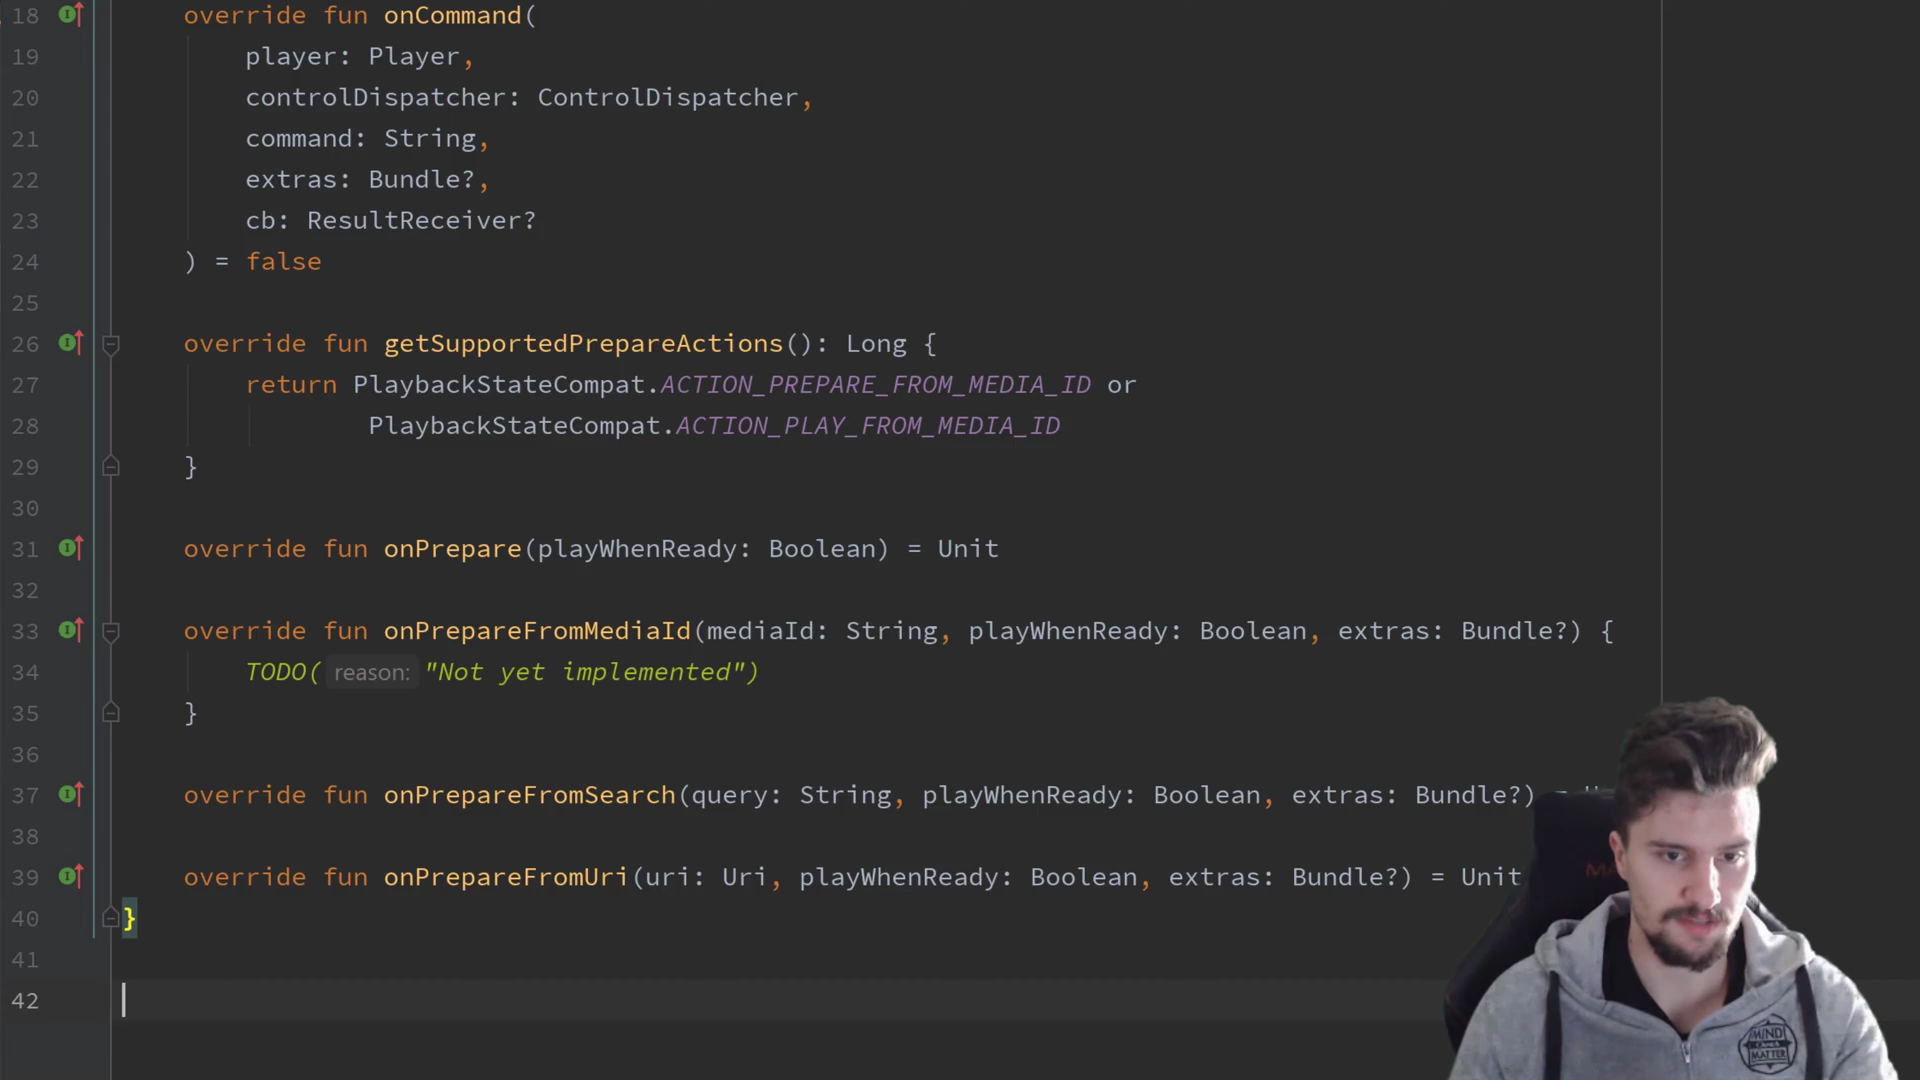 18 override fun onCommand(
19 player: Player,
20 controlDispatcher: ControlDispatcher,
21 command: String,
22 extras: Bundle?,
23 cb: ResultReceiver?
24 ) = false
25
26 override fun getSupportedPrepareActions(): Long {
27 return PlaybackStateCompat.ACTION_PREPARE_FROM_MEDIA_ID or
28 PlaybackStateCompat.ACTION_PLAY_FROM_MEDIA_ID
29 }
30
31 override fun onPrepare(playWhenReady: Boolean) = Unit
32
33 override fun onPrepareFromMediaId(mediaId: String, playWhenReady: Boolean, extras: Bundle?) {
34 TODO( reason: "Not yet implemented")
35 }
36
37 override fun onPrepareFromSearch(query: String, playWhenReady: Boolean, extras: Bundle?) =
38
39 override fun onPrepareFromUri(uri: Uri, playWhenReady: Boolean, extras: Bundle?) = Unit
40 }
41
42
MIND
MATTER